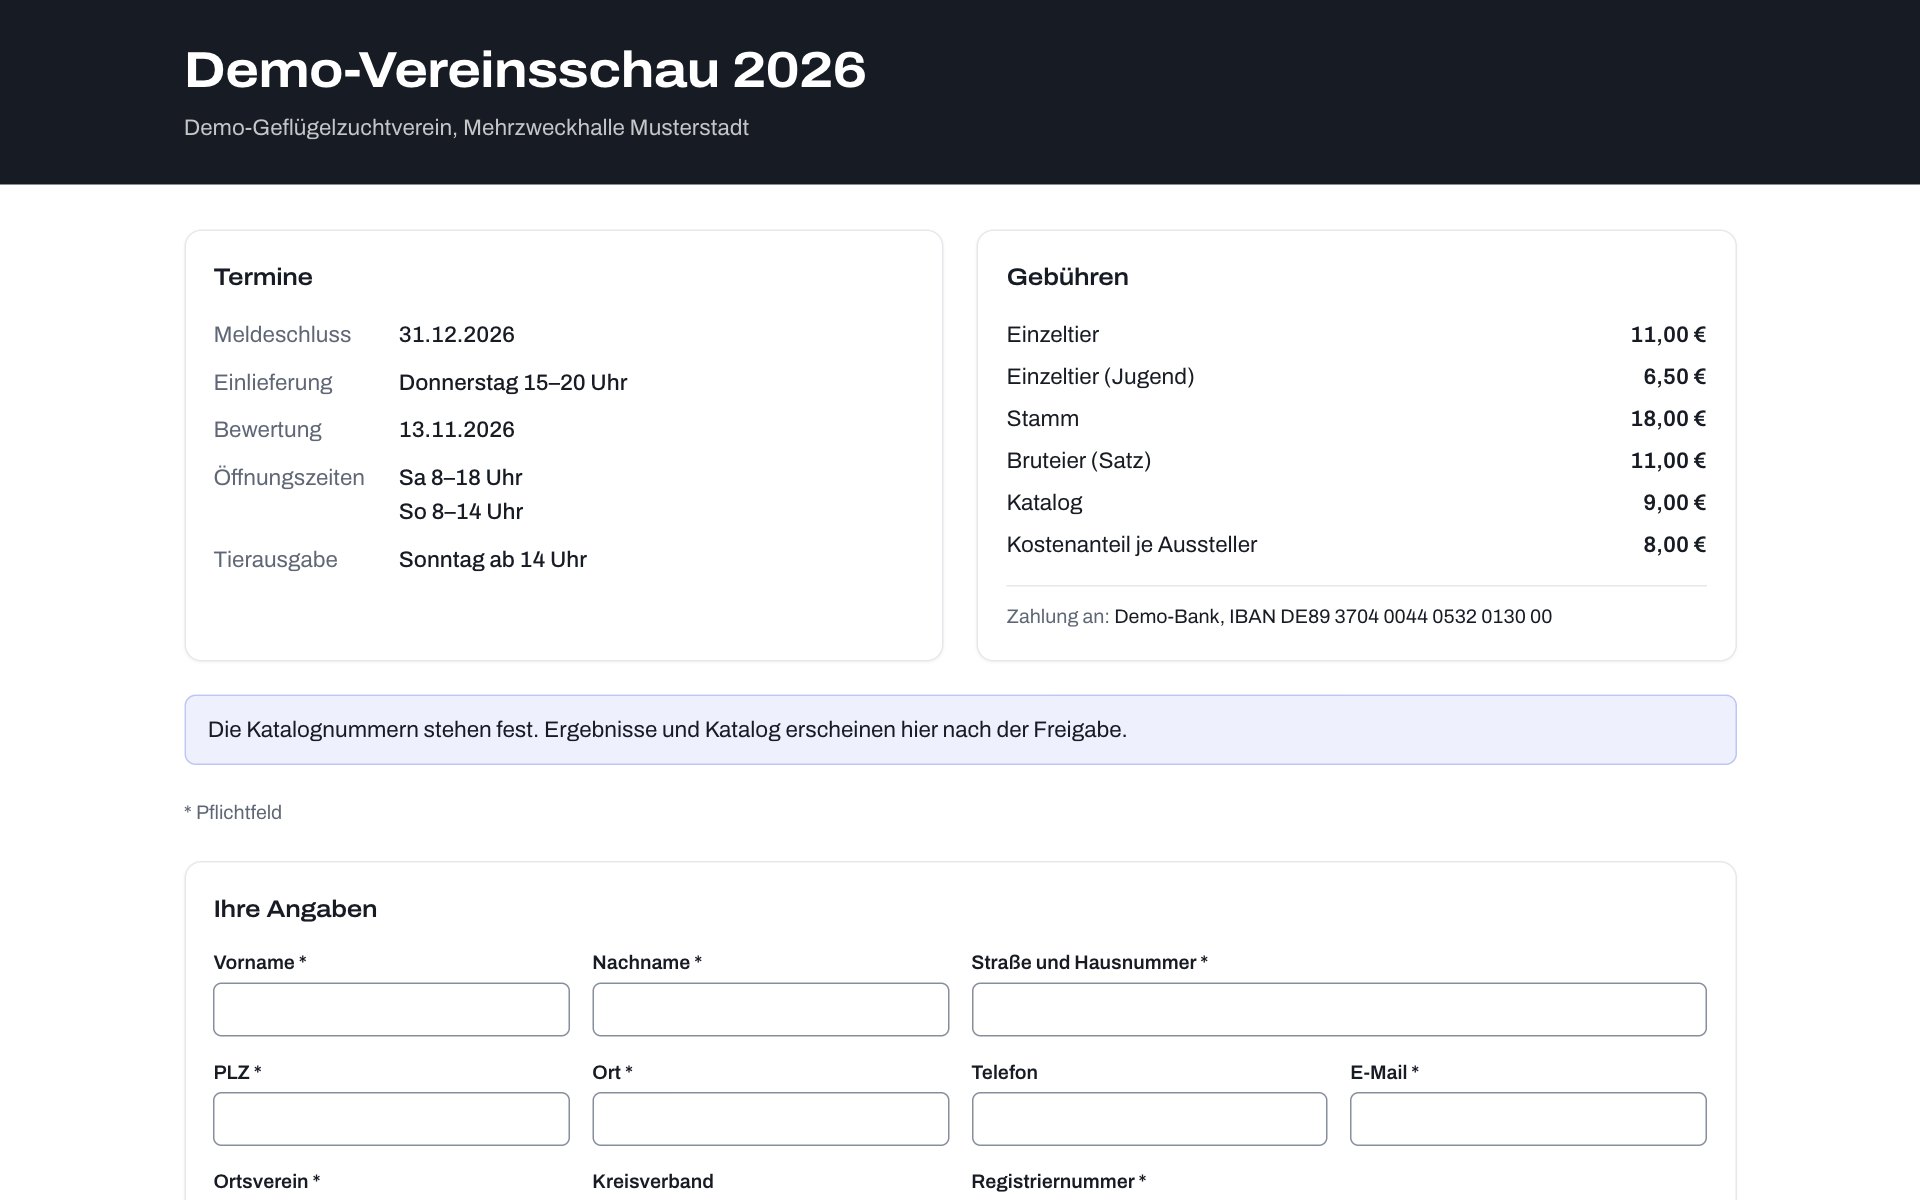 Demo-Vereinsschau 2026
Demo-Geflügelzuchtverein, Mehrzweckhalle Musterstadt
Termine
Meldeschluss 31.12.2026
Einlieferung Donnerstag 15–20 Uhr
Bewertung 13.11.2026
Öffnungszeiten Sa 8–18 Uhr
So 8–14 Uhr
Tierausgabe Sonntag ab 14 Uhr
Gebühren
Einzeltier 11,00 €
Einzeltier (Jugend) 6,50 €
Stamm 18,00 €
Bruteier (Satz) 11,00 €
Katalog 9,00 €
Kostenanteil je Aussteller 8,00 €
Zahlung an: Demo-Bank, IBAN DE89 3704 0044 0532 0130 00
Die Katalognummern stehen fest. Ergebnisse und Katalog erscheinen hier nach der Freigabe.
* Pflichtfeld
Ihre Angaben
Vorname * Nachname * Straße und Hausnummer *
PLZ * Ort * Telefon E-Mail *
Ortsverein * Kreisverband Registriernummer *